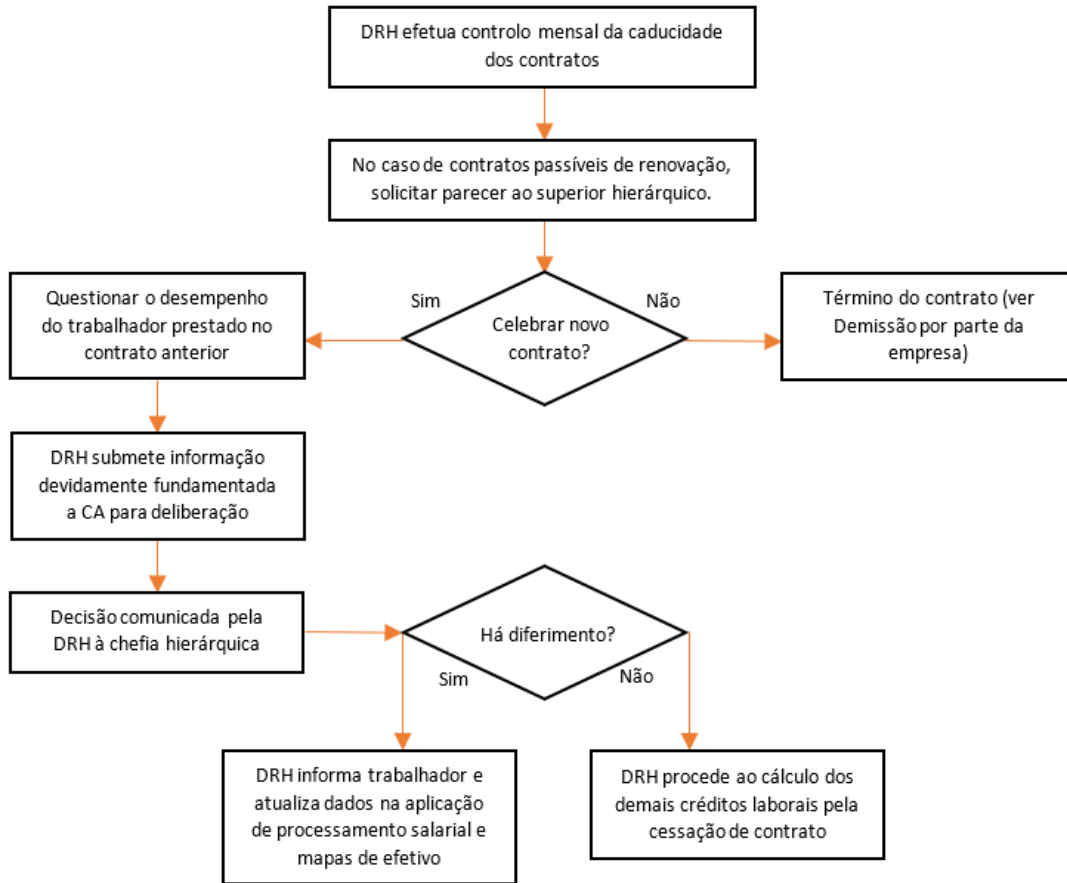 DRH efetua controlo mensal da caducidade
dos contratos
No caso de contratos passíveis de renovação,
solicitar parecer ao superior hierárquico.
Sim
Não
Celebrar novo
contrato?
Questionar o desempenho
do trabalhador prestado no
contrato anterior
Término do contrato (ver
Demissão por parte da
empresa)
DRH submete informação
devidamente fundamentada
a CA para deliberação
Decisão comunicada pela
DRH à chefia hierárquica
Há diferimento?
Sim
Não
DRH informa trabalhador e
atualiza dados na aplicação
de processamento salarial e
mapas de efetivo
DRH procede ao cálculo dos
demais créditos laborais pela
cessação de contrato